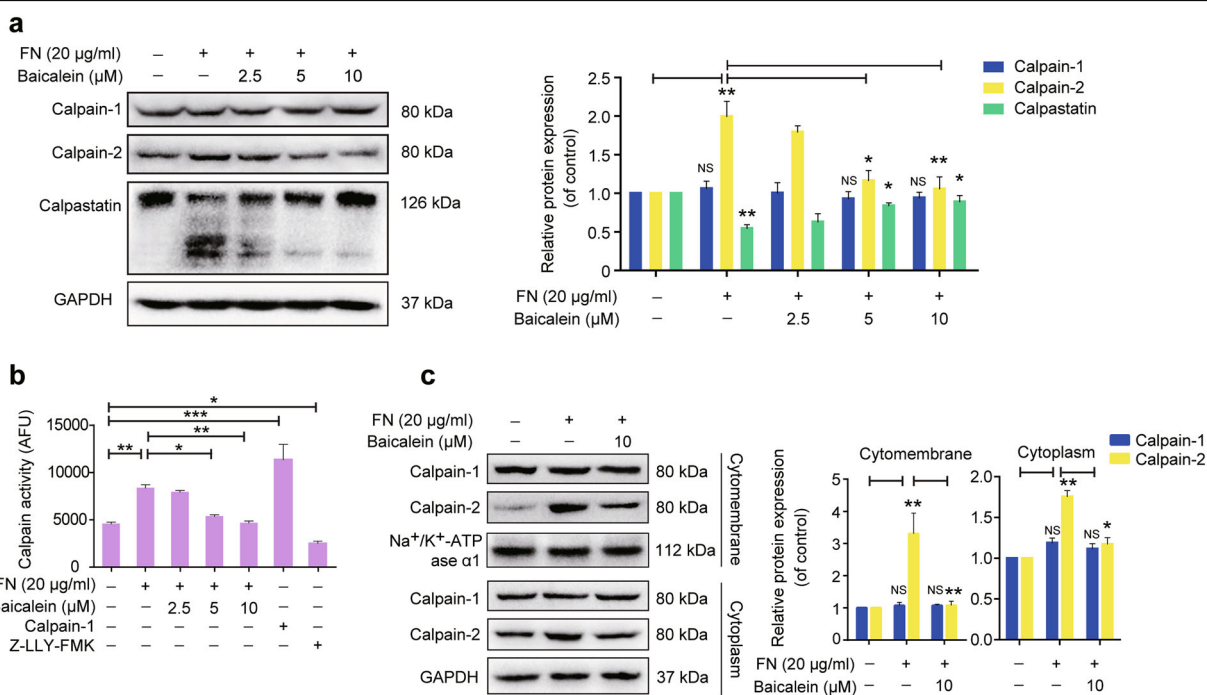 a
FN (20 µg/ml) – + + + +
Baicalein (µM) – – 2.5 5 10
Calpain-1 80 kDa
Calpain-2 80 kDa
Calpastatin 126 kDa
GAPDH 37 kDa
Relative protein expression
(of control)
2.5
2.0
1.5
1.0
0.5
0
** 
NS **
NS * *
NS ** *
Calpain-1
Calpain-2
Calpastatin
FN (20 µg/ml) – + + + +
Baicalein (µM) – – 2.5 5 10
b
Calpain activity (AFU)
15000
10000
5000
0
*
***
**
** *
FN (20 µg/ml) – + + + + – –
Baicalein (µM) – – 2.5 5 10 – –
Calpain-1 – – – – – + –
Z-LLY-FMK – – – – – – +
c
FN (20 µg/ml) – + +
Baicalein (µM) – – 10
Calpain-1 80 kDa
Calpain-2 80 kDa
Na+/K+-ATP
ase α1 112 kDa
Cytomembrane
Calpain-1 80 kDa
Calpain-2 80 kDa
GAPDH 37 kDa
Cytoplasm
Relative protein expression
(of control)
Cytomembrane
5
4
3
2
1
0
NS ** NS **
FN (20 µg/ml) – + +
Baicalein (µM) – – 10
Cytoplasm
2.0
1.5
1.0
0.5
0.0
NS ** NS *
– + +
– – 10
Calpain-1
Calpain-2